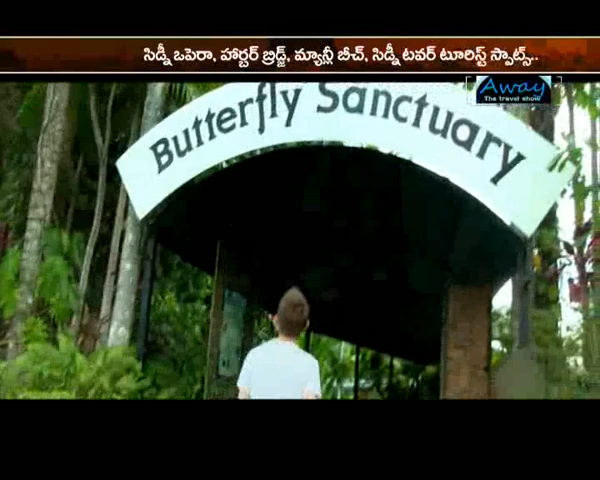 సిడ్నీ ఒపెరా, హార్బర్ బ్రిడ్జ్, మ్యాన్లీ బీచ్, సిడ్నీ టవర్ టూరిస్ట్ స్పాట్స్..
Away
The travel show
Butterfly Sanctuary